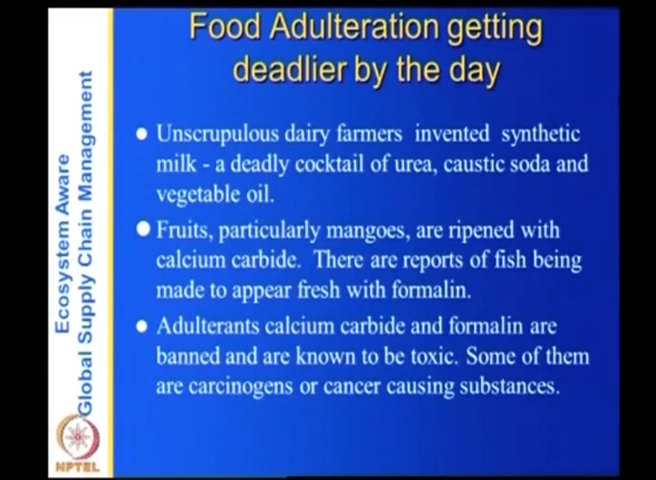 Food Adulteration getting
deadlier by the day
Unscrupulous dairy farmers invented synthetic
milk - a deadly cocktail of urea, caustic soda and
vegetable oil.
Fruits, particularly mangoes, are ripened with
calcium carbide. There are reports of fish being
made to appear fresh with formalin.
Adulterants calcium carbide and formalin are
banned and are known to be toxic. Some of them
are carcinogens or cancer causing substances.
Ecosystem Aware
Global Supply Chain Management
NPTEL